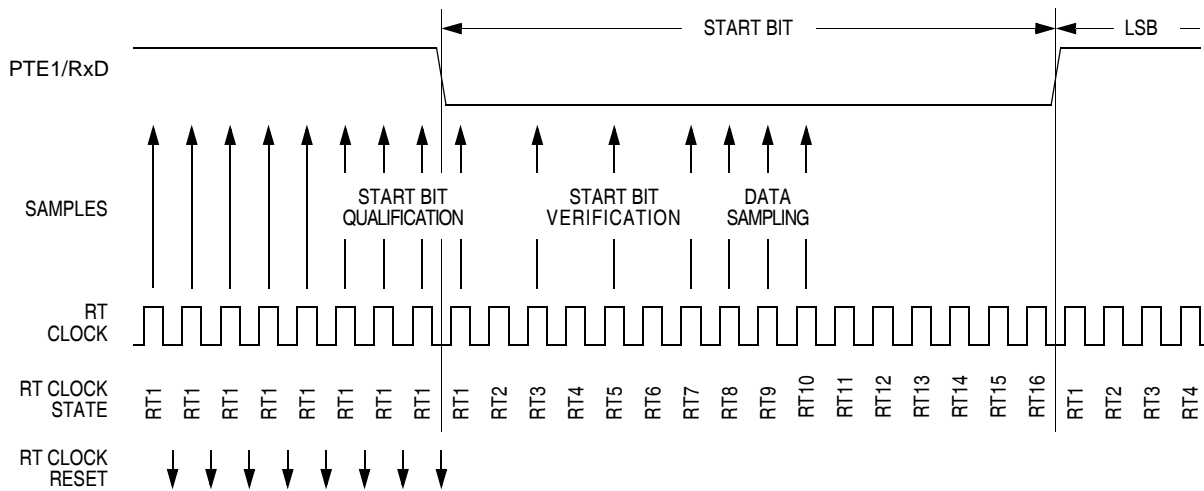 START BIT
LSB
PTE1/RxD
SAMPLES
START BIT
QUALIFICATION
START BIT
VERIFICATION
DATA
SAMPLING
RT
CLOCK
RT CLOCK
STATE
RT1 RT1 RT1 RT1 RT1 RT1 RT1 RT1 RT1 RT2 RT3 RT4 RT5 RT6 RT7 RT8 RT9 RT10 RT11 RT12 RT13 RT14 RT15 RT16 RT1 RT2 RT3 RT4
RT CLOCK
RESET